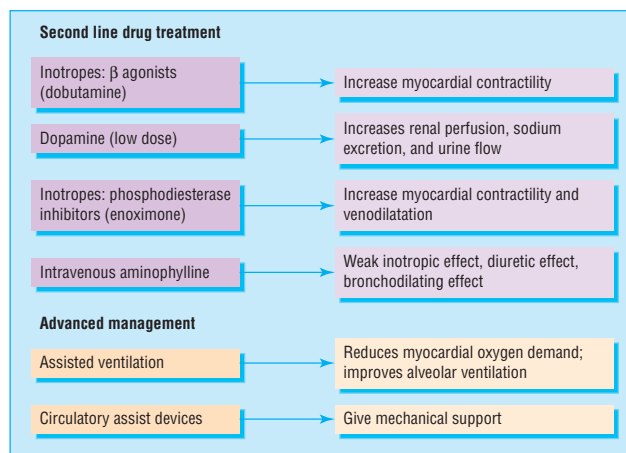 Second line drug treatment
Inotropes: β agonists
(dobutamine)
Increase myocardial contractility
Dopamine (low dose)
Increases renal perfusion, sodium
excretion, and urine flow
Inotropes: phosphodiesterase
inhibitors (enoximone)
Increase myocardial contractility and
venodilatation
Intravenous aminophylline
Weak inotropic effect, diuretic effect,
bronchodilating effect
Advanced management
Assisted ventilation
Reduces myocardial oxygen demand;
improves alveolar ventilation
Circulatory assist devices
Give mechanical support